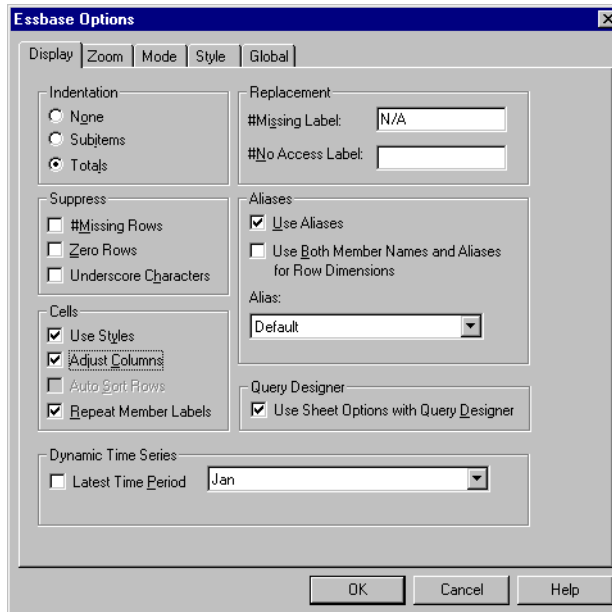 Essbase Options
Display Zoom Mode Style Global
Indentation
None
Subitems
Totals
Replacement
#Missing Label: N/A
#No Access Label:
Suppress
#Missing Rows
Zero Rows
Underscore Characters
Aliases
Use Aliases
Use Both Member Names and Aliases
for Row Dimensions
Alias:
Default
Cells
Use Styles
Adjust Columns
Auto Sort Rows
Repeat Member Labels
Query Designer
Use Sheet Options with Query Designer
Dynamic Time Series
Latest Time Period Jan
OK Cancel Help